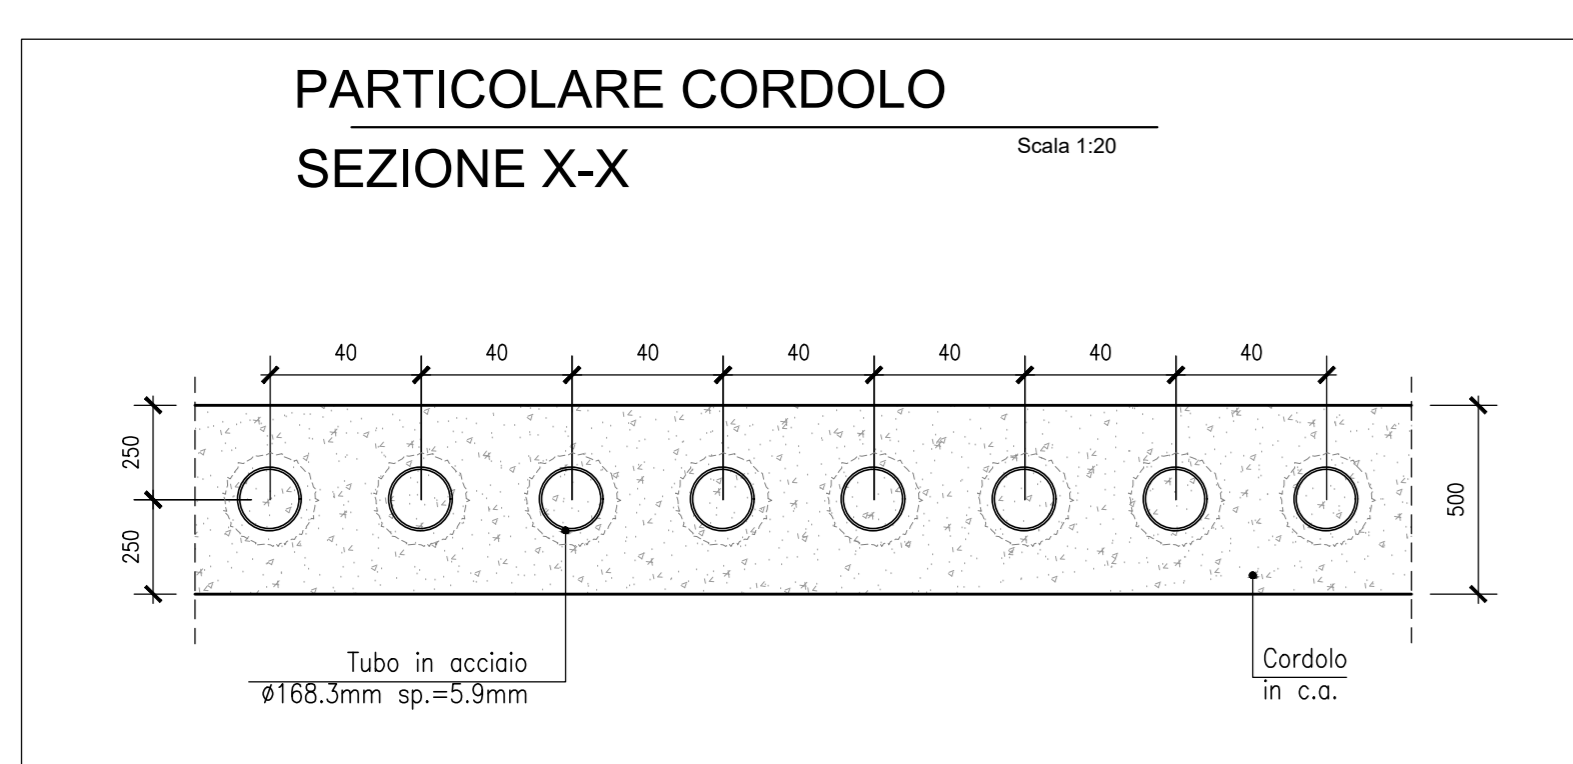 PARTICOLARE CORDOLO
Scala 1:20
SEZIONE X-X
40 40 40 40 40 40 40
250
250
500
Tubo in acciaio
Ø168.3mm sp.=5.9mm
Cordolo
in c.a.